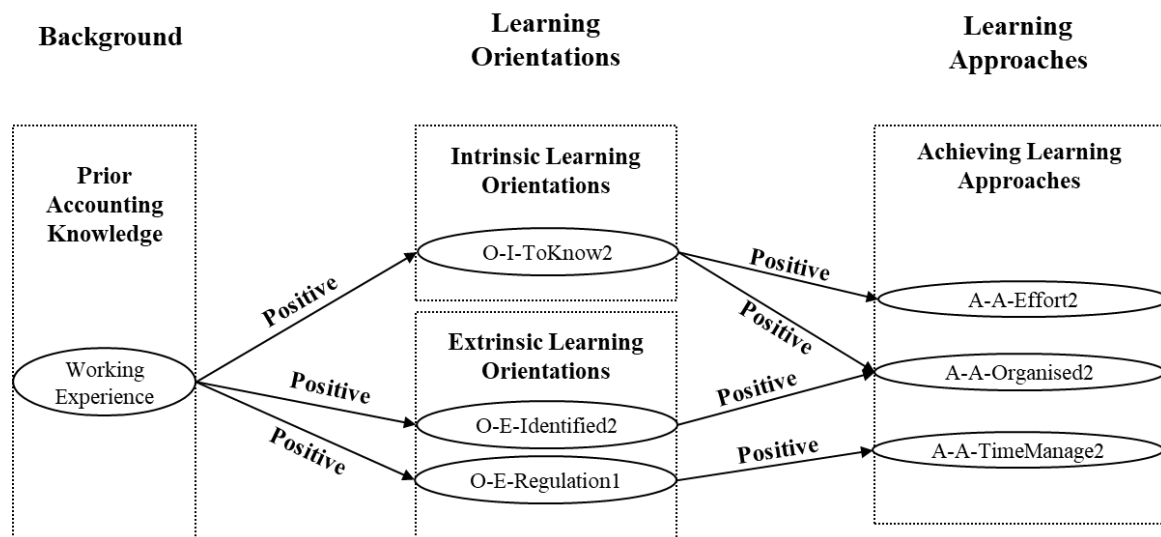 Background
Learning
Orientations
Learning
Approaches
Prior
Accounting
Knowledge
Working
Experience
Positive
Positive
Positive
Intrinsic Learning
Orientations
O-I-ToKnow2
Extrinsic Learning
Orientations
O-E-Identified2
O-E-Regulation1
Positive
Positive
Positive
Positive
Achieving Learning
Approaches
A-A-Effort2
A-A-Organised2
A-A-TimeManage2